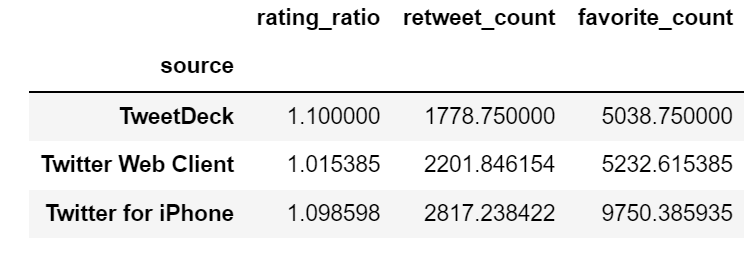 rating_ratio retweet_count favorite_count
source
TweetDeck 1.100000 1778.750000 5038.750000
Twitter Web Client 1.015385 2201.846154 5232.615385
Twitter for iPhone 1.098598 2817.238422 9750.385935